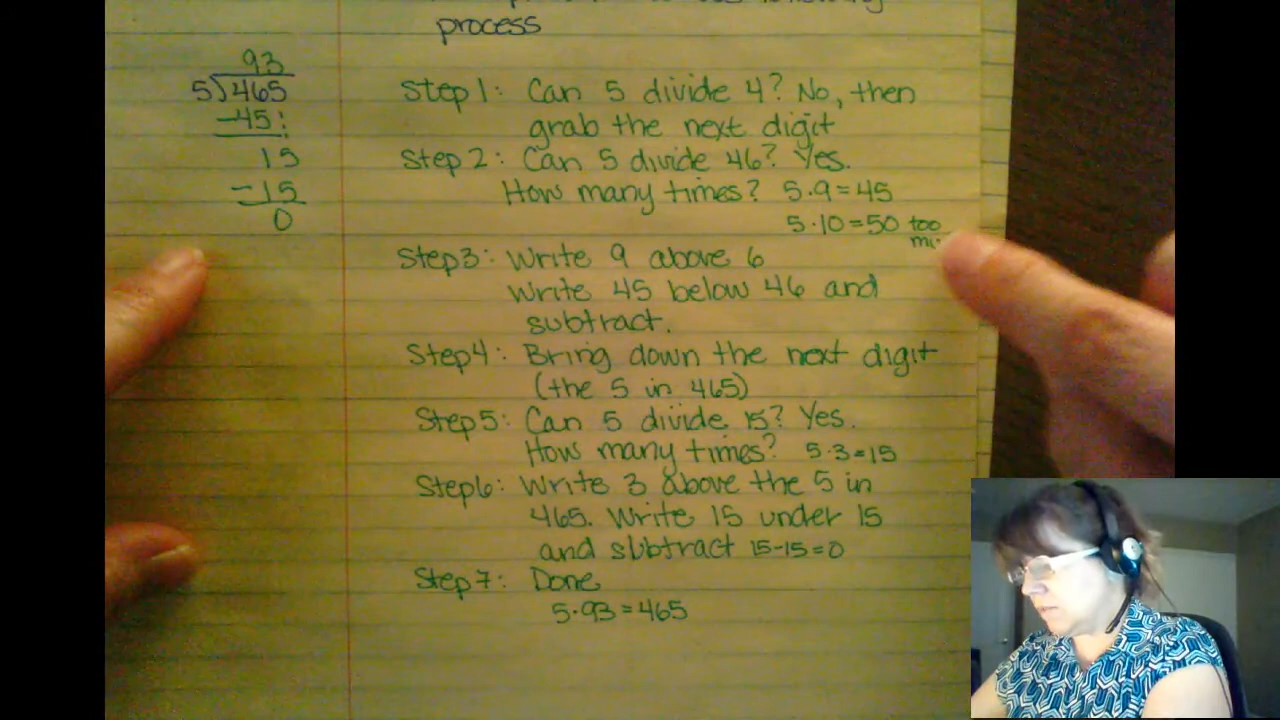 process
93
5)465
-45
15
-15
0
Step 1: Can 5 divide 4? No, then
grab the next digit
Step 2: Can 5 divide 46? Yes.
How many times? 5·9=45
5·10=50 too
Step 3: Write 9 above 6
Write 45 below 46 and
subtract.
Step 4: Bring down the next digit
(the 5 in 465)
Step 5: Can 5 divide 15? Yes.
How many times? 5·3=15
Step 6: Write 3 above the 5 in
465. Write 15 under 15
and subtract 15-15=0
Step 7: Done
5·93=465